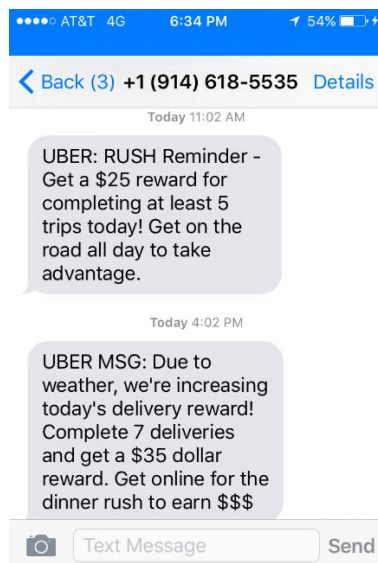 AT&T 4G 6:34 PM 54%
Back (3) +1 (914) 618-5535 Details
Today 11:02 AM
UBER: RUSH Reminder -
Get a $25 reward for
completing at least 5
trips today! Get on the
road all day to take
advantage.
Today 4:02 PM
UBER MSG: Due to
weather, we're increasing
today's delivery reward!
Complete 7 deliveries
and get a $35 dollar
reward. Get online for the
dinner rush to earn $$$
Text Message Send